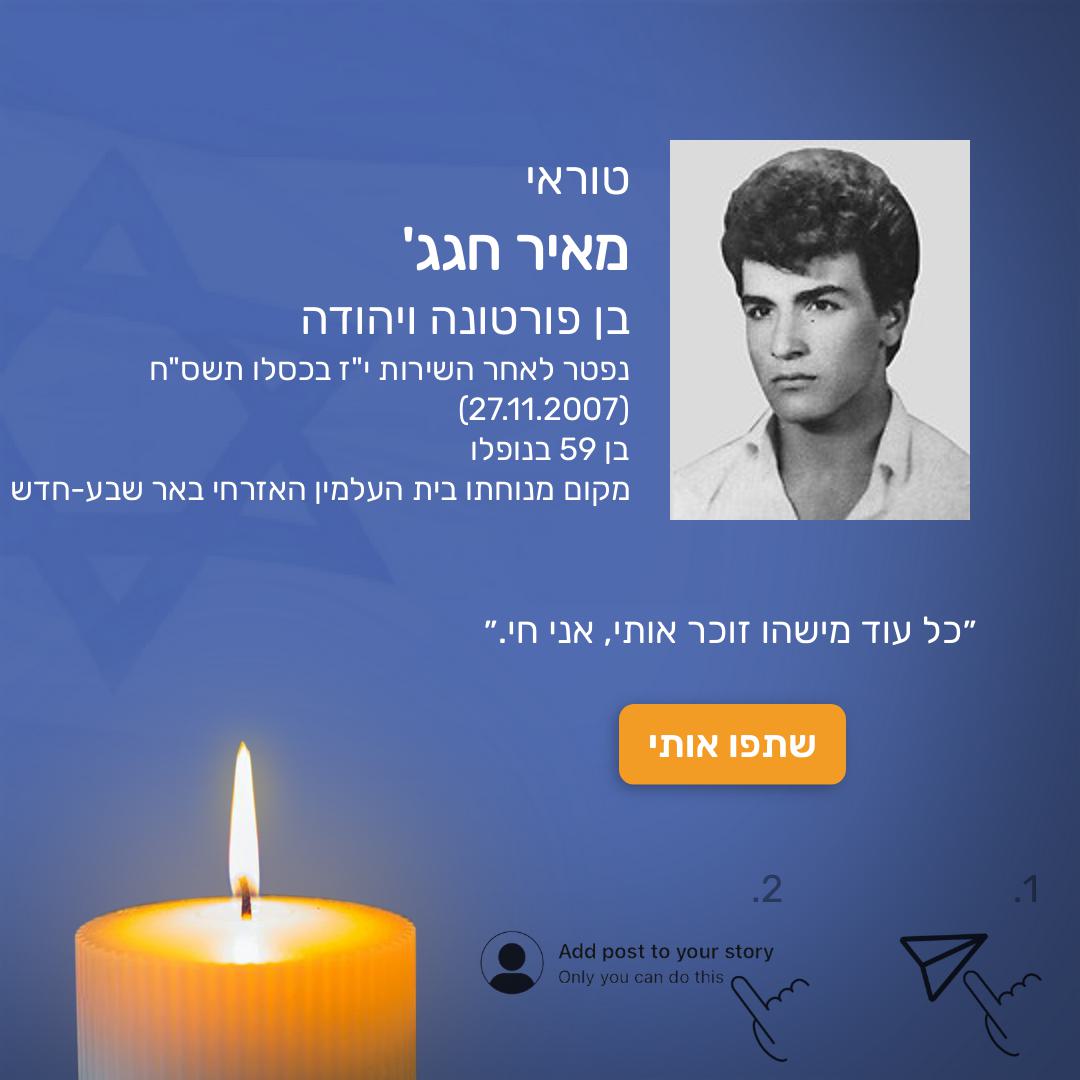 טוראי
מאיר חגג'
בן פורטונה ויהודה
נפטר לאחר השירות י"ז בכסלו תשס"ח
(27.11.2007)
בן 59 בנופלו
מקום מנוחתו בית העלמין האזרחי באר שבע-חדש
״כל עוד מישהו זוכר אותי, אני חי.״
שתפו אותי
1.
2.
Add post to your story
Only you can do this